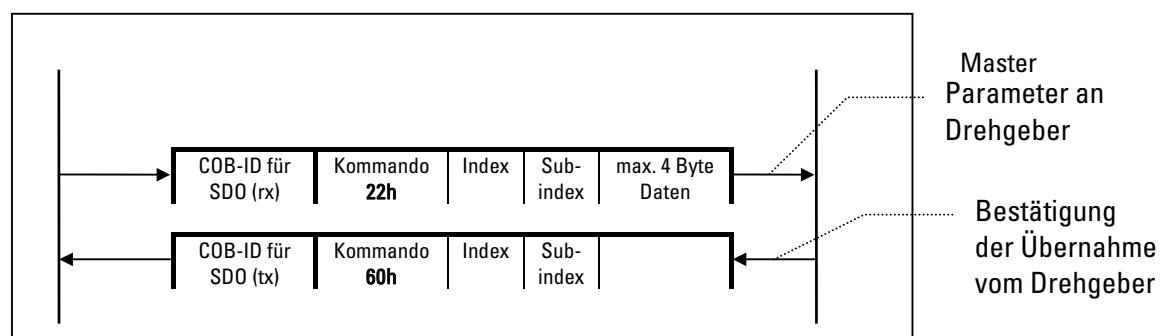 Master
Parameter an
Drehgeber
COB-ID für
SDO (rx)
Kommando
22h
Index
Sub-
index
max. 4 Byte
Daten
COB-ID für
SDO (tx)
Kommando
60h
Index
Sub-
index
Bestätigung
der Übernahme
vom Drehgeber